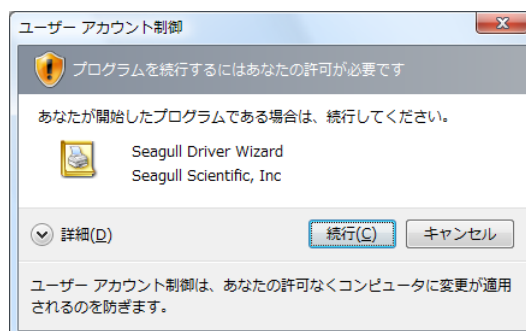 ユーザー アカウント制御
プログラムを続行するにはあなたの許可が必要です
あなたが開始したプログラムである場合は、続行してください。
Seagull Driver Wizard
Seagull Scientific, Inc
詳細(D)
続行(C)
キャンセル
ユーザー アカウント制御は、あなたの許可なくコンピュータに変更が適用
されるのを防ぎます。